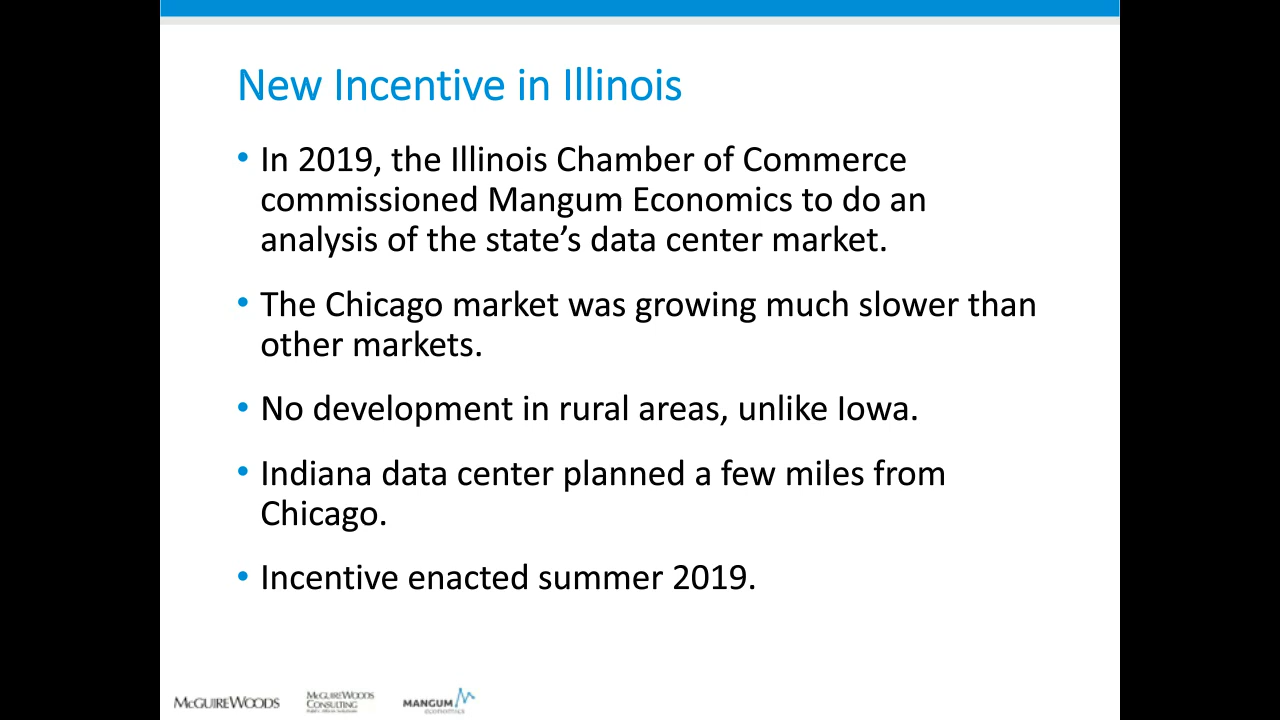 New Incentive in Illinois
• In 2019, the Illinois Chamber of Commerce
commissioned Mangum Economics to do an
analysis of the state’s data center market.
• The Chicago market was growing much slower than
other markets.
• No development in rural areas, unlike Iowa.
• Indiana data center planned a few miles from
Chicago.
• Incentive enacted summer 2019.
MCGUIREWOODS
MCGUIREWOODS
CONSULTING
MANGUM
ECONOMICS